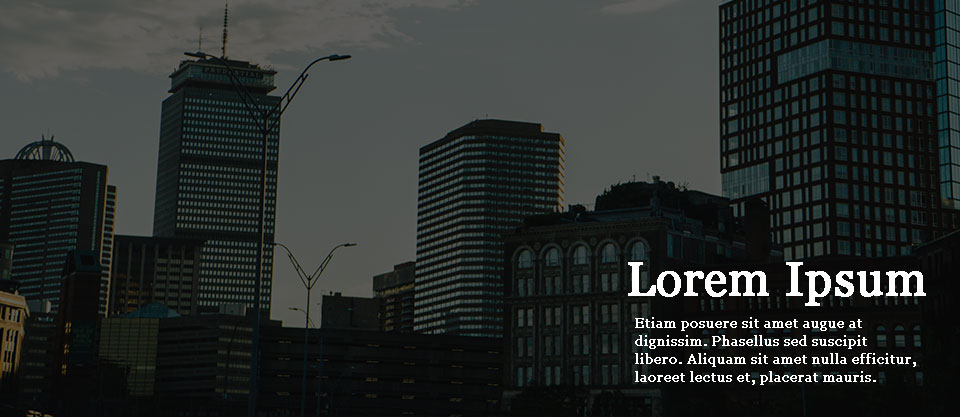 PRUDENTIAL
Lorem Ipsum
Etiam posuere sit amet augue at
dignissim. Phasellus sed suscipit
libero. Aliquam sit amet nulla efficitur,
laoreet lectus et, placerat mauris.